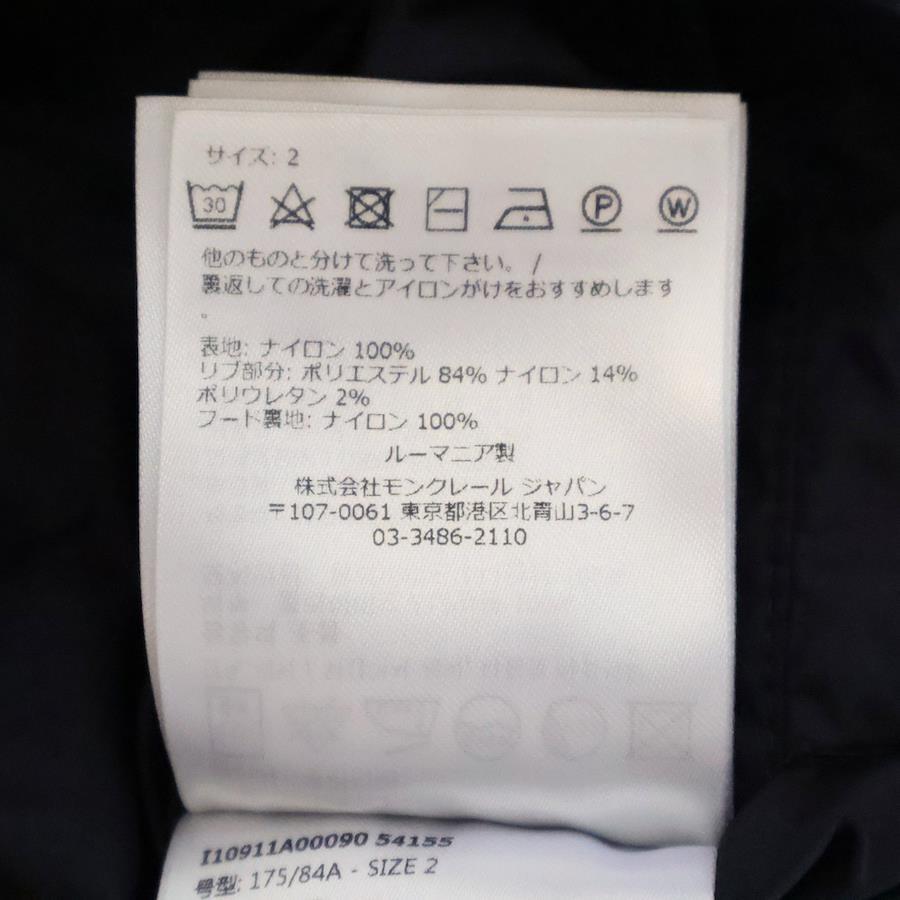 サイズ: 2
30 P W
他のものと分けて洗って下さい。 /
裏返しての洗濯とアイロンがけをおすすめします
。
表地: ナイロン 100%
リブ部分: ポリエステル 84% ナイロン 14%
ポリウレタン 2%
フード裏地: ナイロン 100%
ルーマニア製
株式会社モンクレール ジャパン
〒107-0061 東京都港区北青山3-6-7
03-3486-2110
I10911A00090 54155
号型: 175/84A - SIZE 2